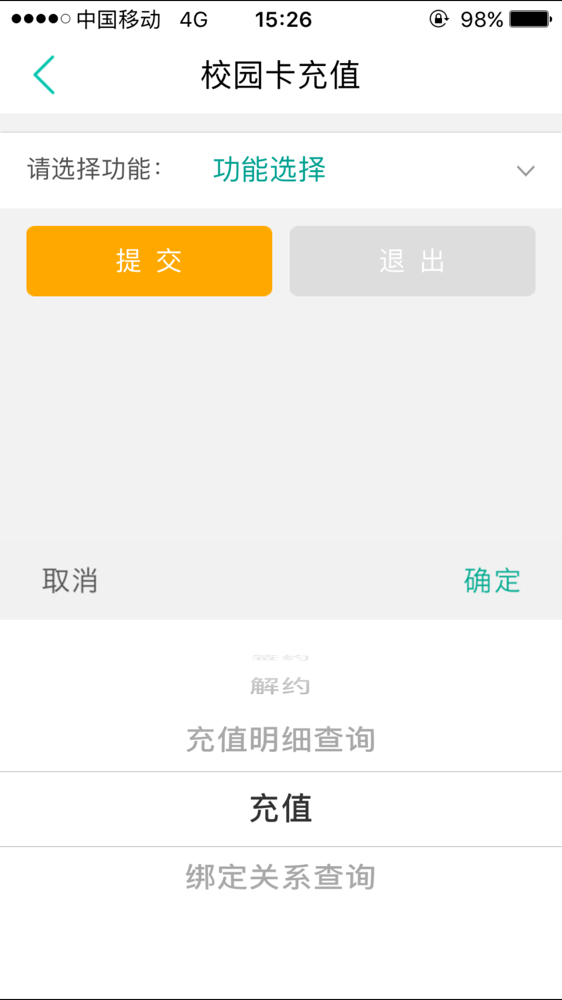 中国移动 4G 15:26 98%
校园卡充值
请选择功能： 功能选择
提 交 退 出
取消 确定
签约
解约
充值明细查询
充值
绑定关系查询